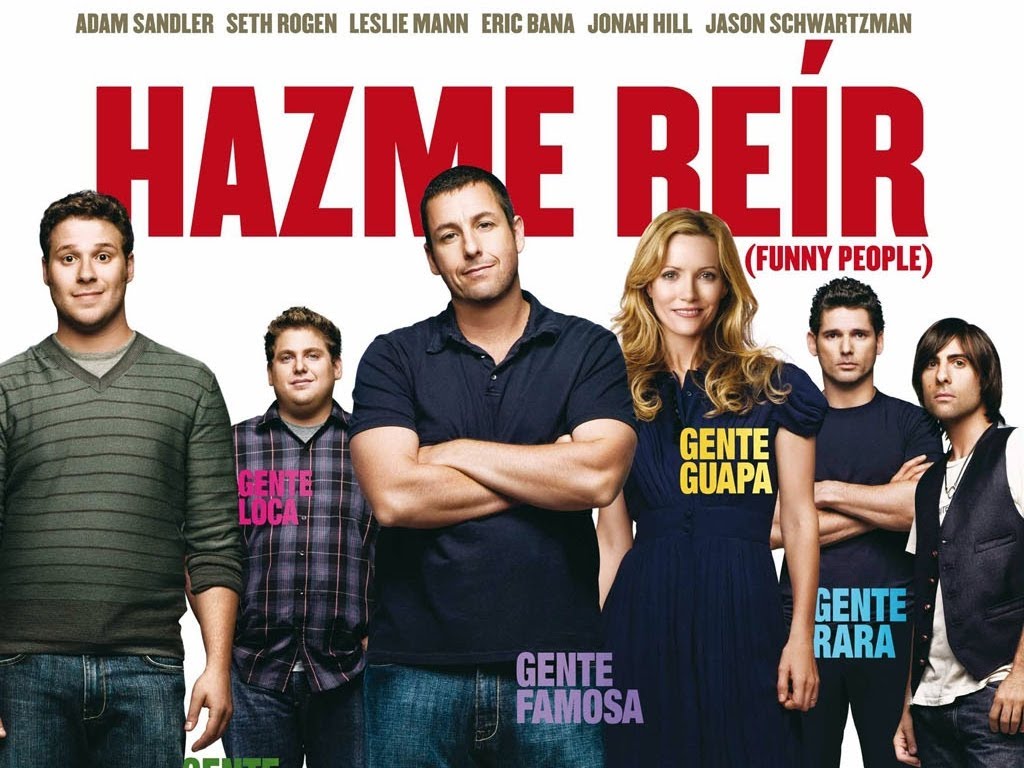 ADAM SANDLER SETH ROGEN LESLIE MANN ERIC BANA JONAH HILL JASON SCHWARTZMAN
HAZME REÍR
(FUNNY PEOPLE)
GENTE
GUAPA
GENTE
LOCA
GENTE
RARA
GENTE
FAMOSA
GENTE